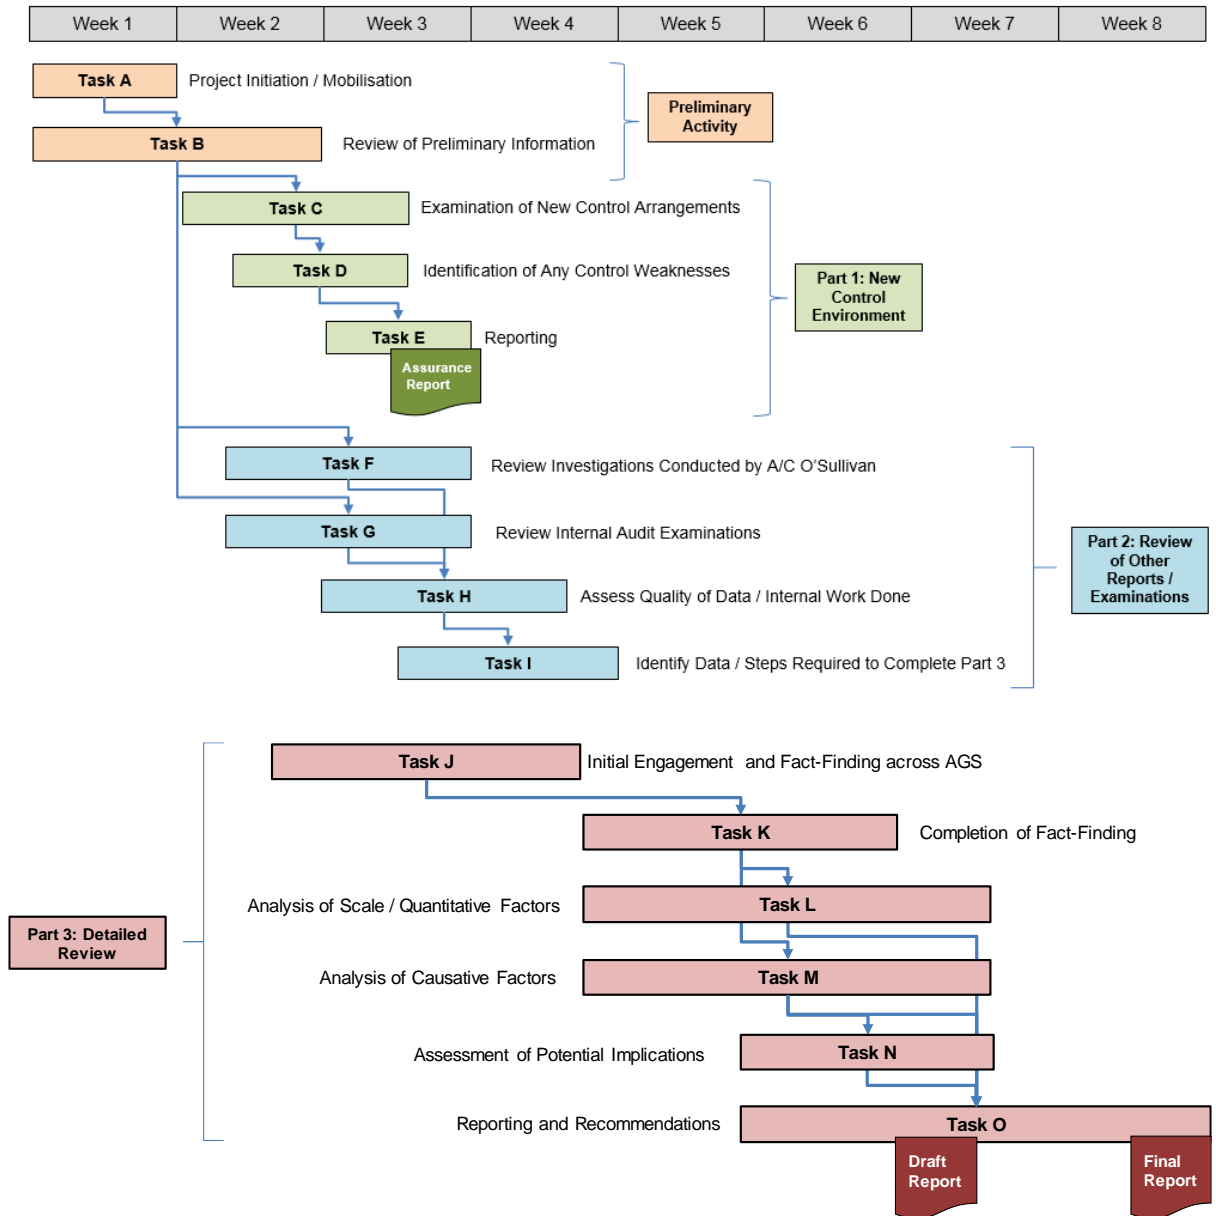 Week 1 Week 2 Week 3 Week 4 Week 5 Week 6 Week 7 Week 8
Task A Project Initiation / Mobilisation
Preliminary
Activity
Task B Review of Preliminary Information
Task C Examination of New Control Arrangements
Task D Identification of Any Control Weaknesses
Part 1: New
Control
Environment
Task E Reporting
Assurance
Report
Task F Review Investigations Conducted by A/C O'Sullivan
Task G Review Internal Audit Examinations
Part 2: Review
of Other
Reports /
Examinations
Task H Assess Quality of Data / Internal Work Done
Task I Identify Data / Steps Required to Complete Part 3
Task J Initial Engagement and Fact-Finding across AGS
Task K Completion of Fact-Finding
Analysis of Scale / Quantitative Factors Task L
Part 3: Detailed
Review
Analysis of Causative Factors Task M
Assessment of Potential Implications Task N
Reporting and Recommendations Task O
Draft
Report
Final
Report